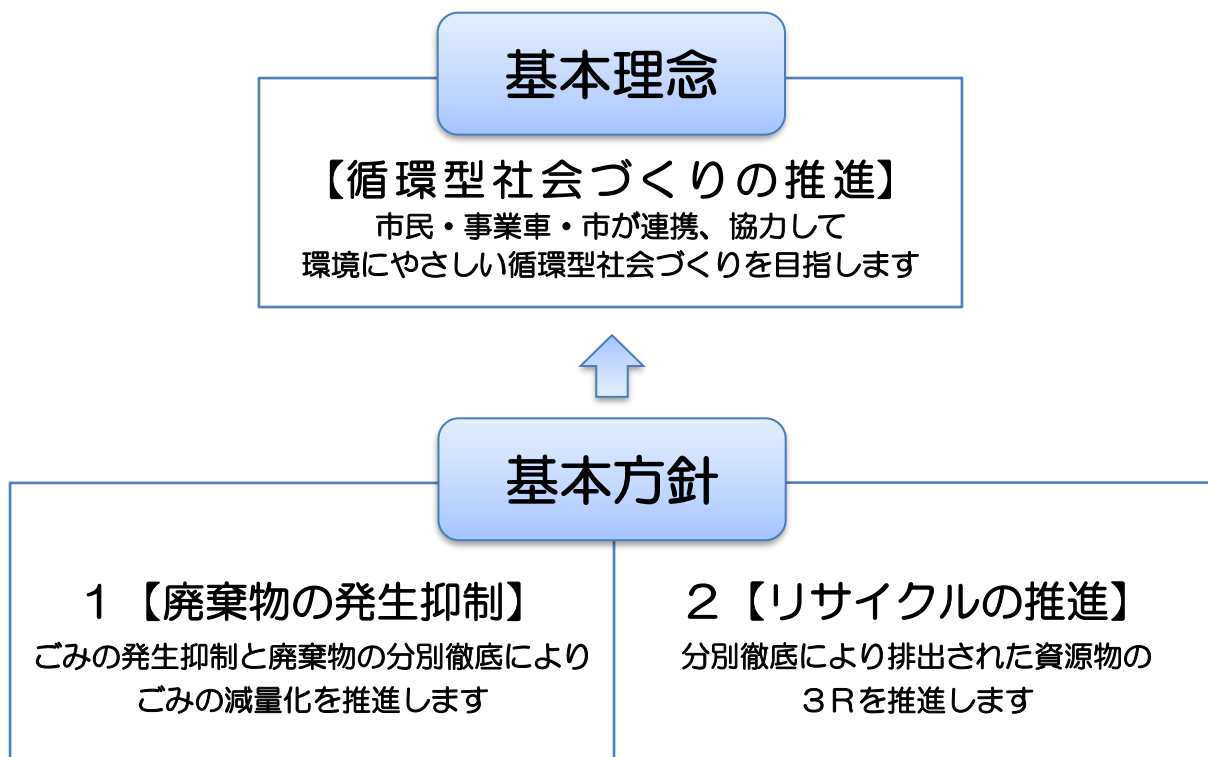 基本理念
【循環型社会づくりの推進】
市民・事業車・市が連携、協力して
環境にやさしい循環型社会づくりを目指します
基本方針
１【廃棄物の発生抑制】
ごみの発生抑制と廃棄物の分別徹底により
ごみの減量化を推進します
２【リサイクルの推進】
分別徹底により排出された資源物の
３Ｒを推進します